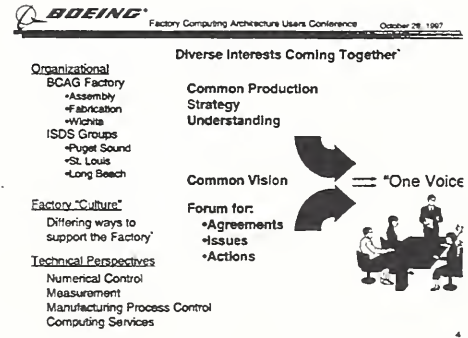 BOEING®
Factory Computing Architecture Users Conference
October 28, 1997
Diverse Interests Coming Together`
Organizational
BCAG Factory
•Assembly
•Fabrication
•Wichita
ISDS Groups
•Puget Sound
•St. Louis
•Long Beach
Factory "Culture"
Differing ways to
support the Factory`
Technical Perspectives
Numerical Control
Measurement
Manufacturing Process Control
Computing Services
Common Production
Strategy
Understanding
Common Vision
= "One Voice
Forum for:
•Agreements
•Issues
•Actions
4